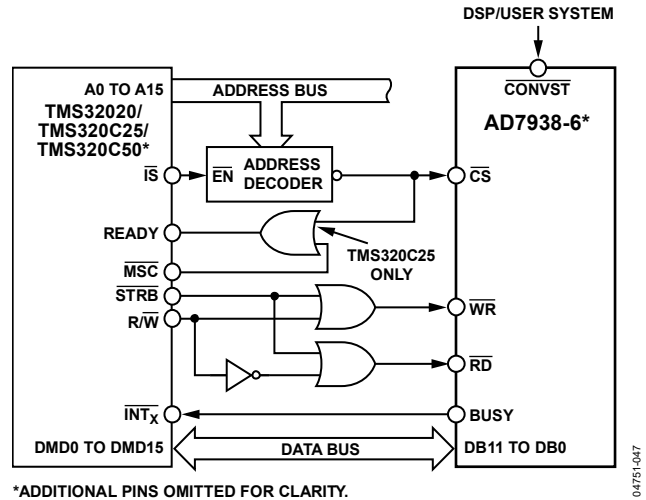 DSP/USER SYSTEM
A0 TO A15
ADDRESS BUS
CONVST
TMS32020/
TMS320C25/
TMS320C50*
AD7938-6*
IS
EN
ADDRESS
DECODER
CS
READY
TMS320C25
ONLY
MSC
STRB
R/W
WR
RD
INTX
BUSY
DMD0 TO DMD15
DATA BUS
DB11 TO DB0
*ADDITIONAL PINS OMITTED FOR CLARITY.
04751-047